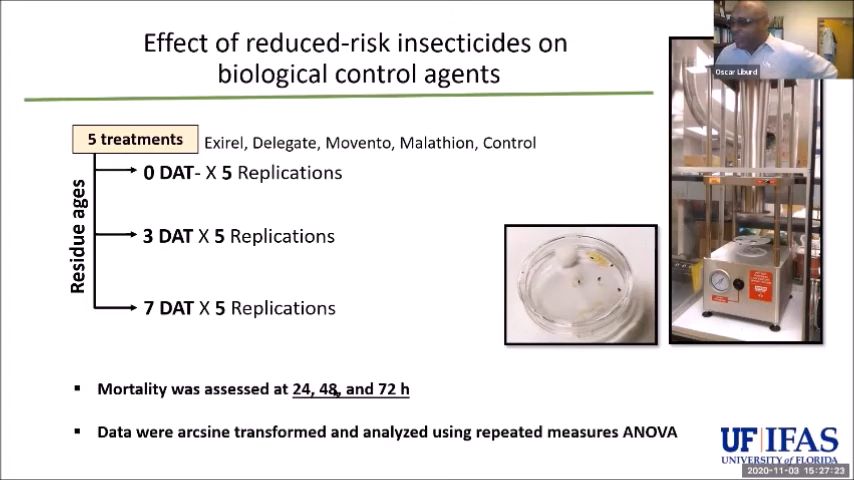 Effect of reduced-risk insecticides on
biological control agents
Oscar Liburd
5 treatments
Exirel, Delegate, Movento, Malathion, Control
Residue ages
0 DAT- X 5 Replications
3 DAT X 5 Replications
7 DAT X 5 Replications
▪ Mortality was assessed at 24, 48, and 72 h
▪ Data were arcsine transformed and analyzed using repeated measures ANOVA
UF|IFAS
UNIVERSITY of FLORIDA
2020-11-03 15:27:23